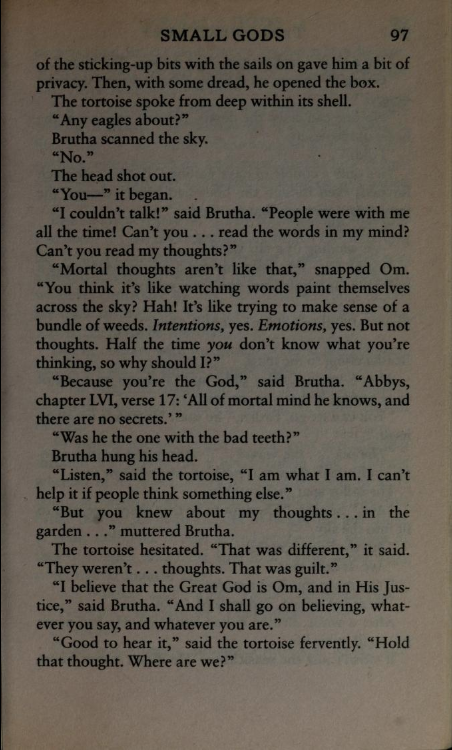 SMALL GODS 97
of the sticking-up bits with the sails on gave him a bit of
privacy. Then, with some dread, he opened the box.
The tortoise spoke from deep within its shell.
“Any eagles about?”
Brutha scanned the sky.
“No.”
The head shot out.
“You—” it began.
“I couldn’t talk!” said Brutha. “People were with me
all the time! Can’t you . . . read the words in my mind?
Can’t you read my thoughts?”
“Mortal thoughts aren’t like that,” snapped Om.
“You think it’s like watching words paint themselves
across the sky? Hah! It’s like trying to make sense of a
bundle of weeds. Intentions, yes. Emotions, yes. But not
thoughts. Half the time you don’t know what you’re
thinking, so why should I?”
“Because you’re the God,” said Brutha. “Abbys,
chapter LVI, verse 17: ‘All of mortal mind he knows, and
there are no secrets.’ ”
“Was he the one with the bad teeth?”
Brutha hung his head.
“Listen,” said the tortoise, “I am what I am. I can’t
help it if people think something else.”
“But you knew about my thoughts . . . in the
garden . . .” muttered Brutha.
The tortoise hesitated. “That was different,” it said.
“They weren’t . . . thoughts. That was guilt.”
“I believe that the Great God is Om, and in His Jus-
tice,” said Brutha. “And I shall go on believing, what-
ever you say, and whatever you are.”
“Good to hear it,” said the tortoise fervently. “Hold
that thought. Where are we?”